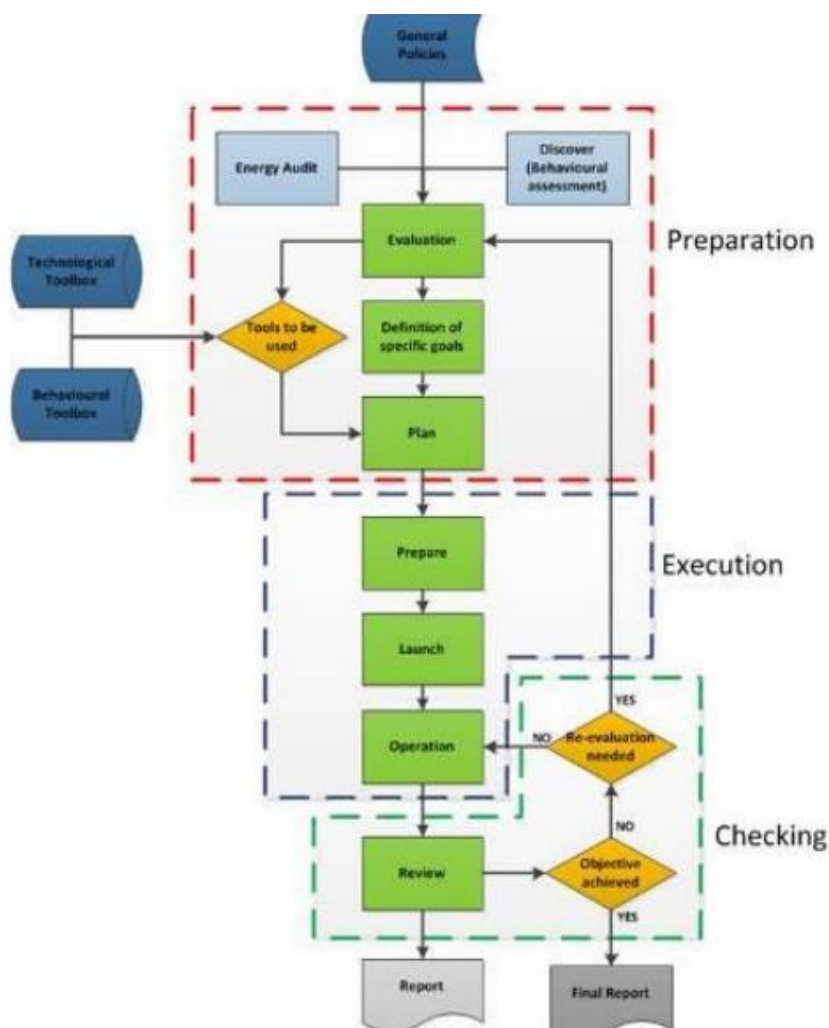 General
Policies
Energy Audit
Discover
(Behavioural
assessment)
Preparation
Evaluation
Technological
Toolbox
Tools to be
used
Definition of
specific goals
Behavioural
Toolbox
Plan
Prepare
Execution
Launch
YES
Operation
NO
Re-evaluation
needed
NO
Checking
Review
Objective
achieved
YES
Report
Final Report